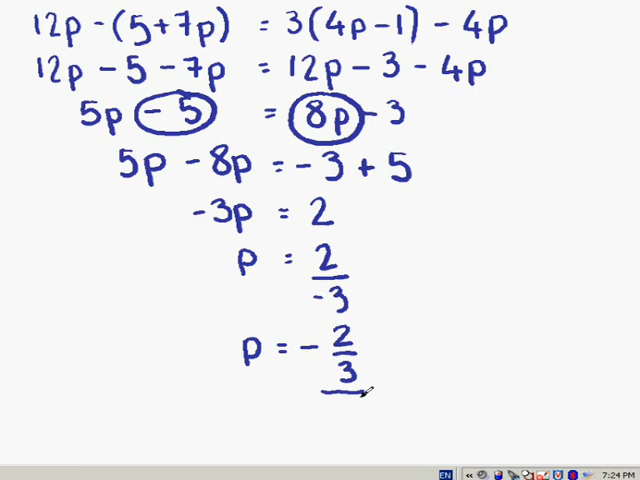 12p - (5+7p) = 3(4p-1) - 4p
12p - 5 - 7p = 12p - 3 - 4p
5p - 5 = 8p - 3
5p - 8p = -3 + 5
-3p = 2
p = 2/-3
p = - 2/3
EN « 7:24 PM